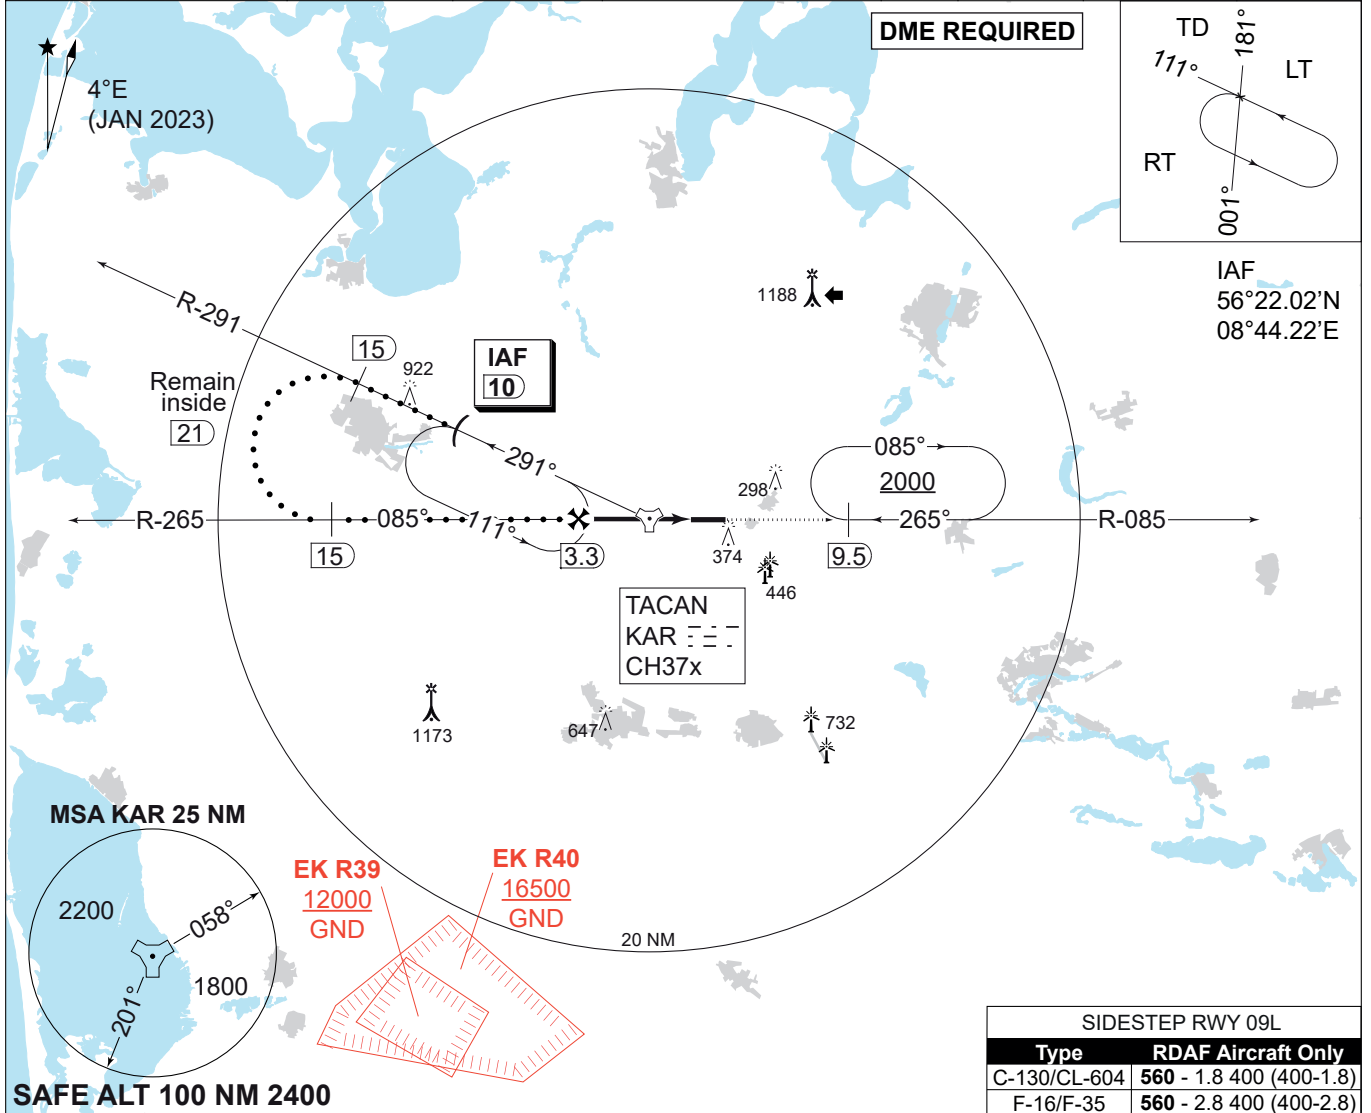 DME REQUIRED
4°E
(JAN 2023)
TD
181°
111°
LT
RT
001°
IAF
56°22.02'N
08°44.22'E
1188
R-291
15
922
IAF
10
Remain
inside
21
291°
085°
2000
298
R-265
085°
111°
265°
R-085
15
3.3
374
9.5
446
TACAN
KAR
CH37x
1173
647
732
MSA KAR 25 NM
2200
058°
1800
201°
EK R39
12000
GND
EK R40
16500
GND
20 NM
SAFE ALT 100 NM 2400
SIDESTEP RWY 09L
Type RDAF Aircraft Only
C-130/CL-604 560 - 1.8 400 (400-1.8)
F-16/F-35 560 - 2.8 400 (400-2.8)